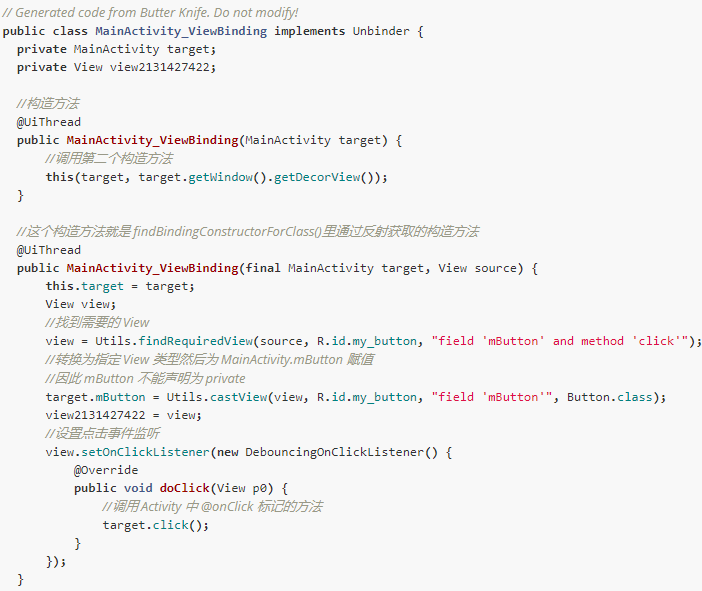 // Generated code from Butter Knife. Do not modify!
public class MainActivity_ViewBinding implements Unbinder {
  private MainActivity target;
  private View view2131427422;

  //构造方法
  @UiThread
  public MainActivity_ViewBinding(MainActivity target) {
      //调用第二个构造方法
      this(target, target.getWindow().getDecorView());
  }

  //这个构造方法就是 findBindingConstructorForClass()里通过反射获取的构造方法
  @UiThread
  public MainActivity_ViewBinding(final MainActivity target, View source) {
      this.target = target;
      View view;
      //找到需要的 View
      view = Utils.findRequiredView(source, R.id.my_button, "field 'mButton' and method 'click'");
      //转换为指定 View 类型然后为 MainActivity.mButton 赋值
      //因此 mButton 不能声明为 private
      target.mButton = Utils.castView(view, R.id.my_button, "field 'mButton'", Button.class);
      view2131427422 = view;
      //设置点击事件监听
      view.setOnClickListener(new DebouncingOnClickListener() {
          @Override
          public void doClick(View p0) {
              //调用 Activity 中 @onClick 标记的方法
              target.click();
          }
      });
  }